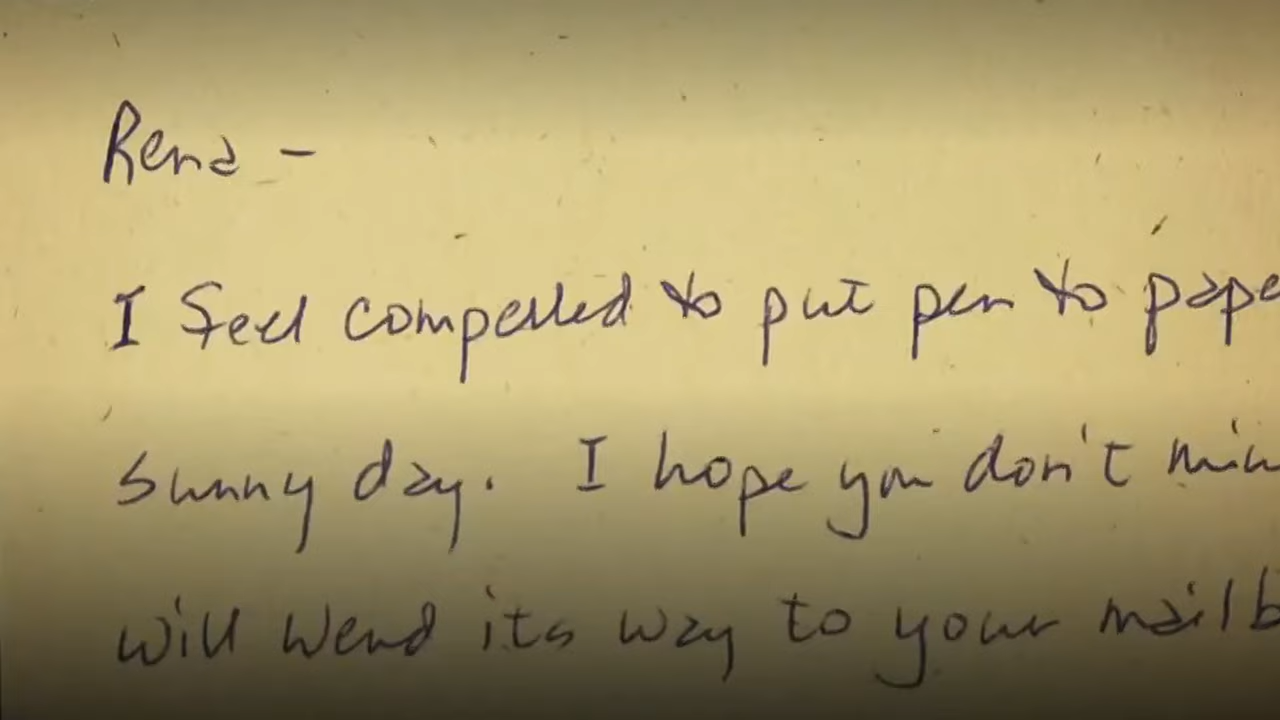 Rena -
I feel compelled to put pen to pape
sunny day. I hope you don't min
will wend its way to your mailb